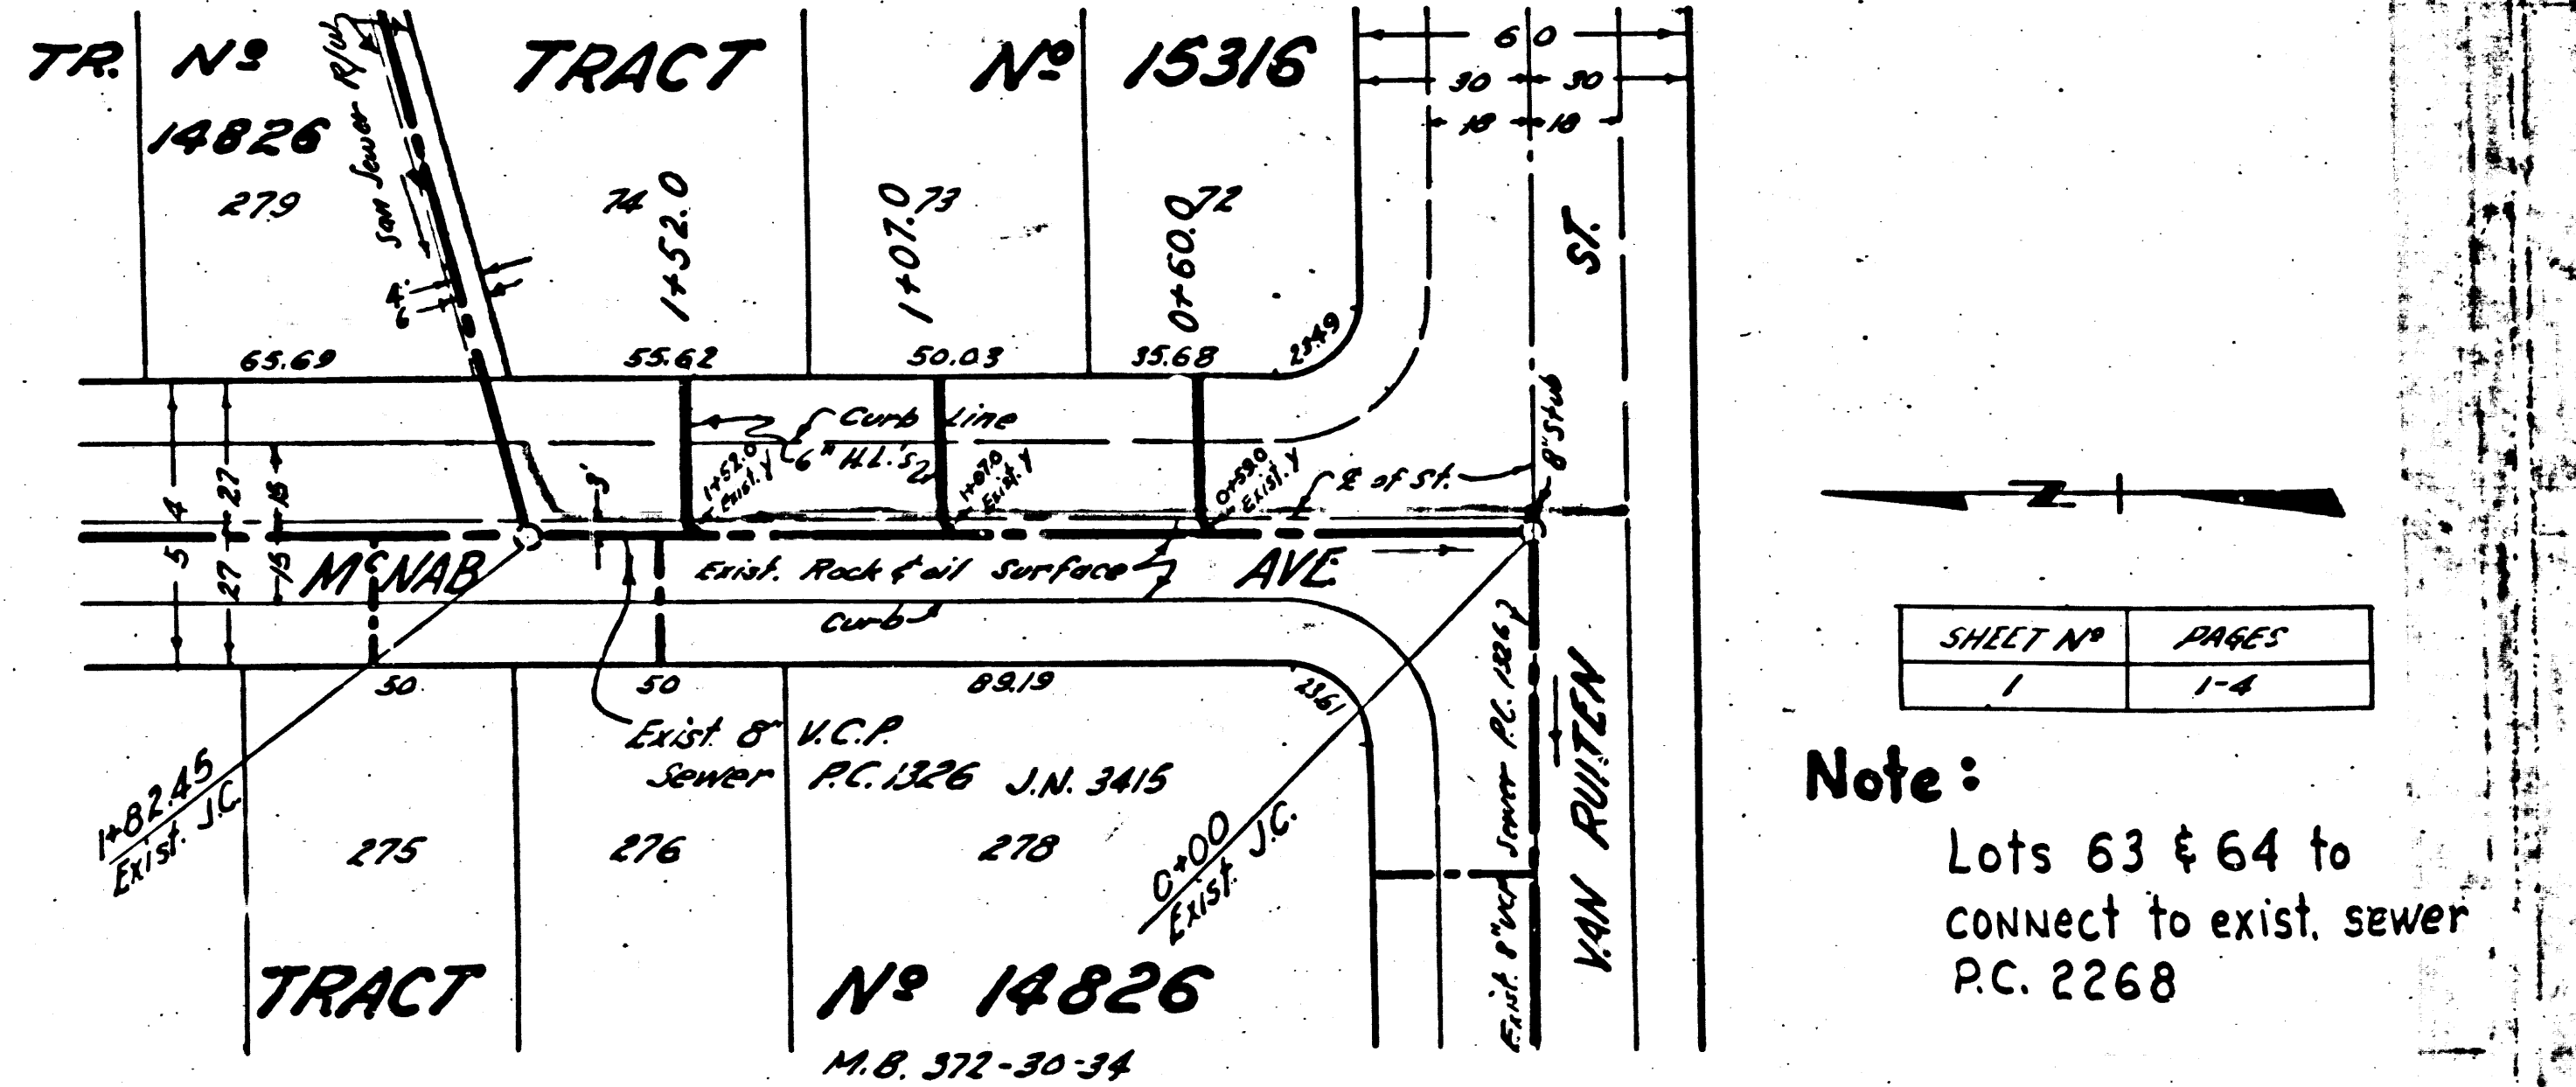 TR. Nº TRACT Nº 15316
14826
San Sewer R/W
60
30 30
18 18
279
74
73
72
1+52.0
1+07.0
0+60.0
ST.
4
6
65.69
55.62
50.03
35.68
23.49
Curb Line
6" H.L.'s
1+52.0
Exist. Y
1+07.0
Exist. Y
0+59.0
Exist. Y
℄ of St.
8" Stub
3'
5 4
27 27
15 18
McNAB AVE
Exist. Rock & oil Surface
Curb
50
50
89.19
23.61
Exist 8" V.C.P.
Sewer P.C. 1326 J.N. 3415
1+82.45
Exist. J.C.
275
276
278
0+00
Exist. J.C.
Exist. 8" VCP Sewer P.C. 1326
VAN RUITEN
TRACT Nº 14826
M.B. 372-30-34
Z
SHEET Nº PAGES
1 1-4
Note:
Lots 63 & 64 to
connect to exist. sewer
P.C. 2268